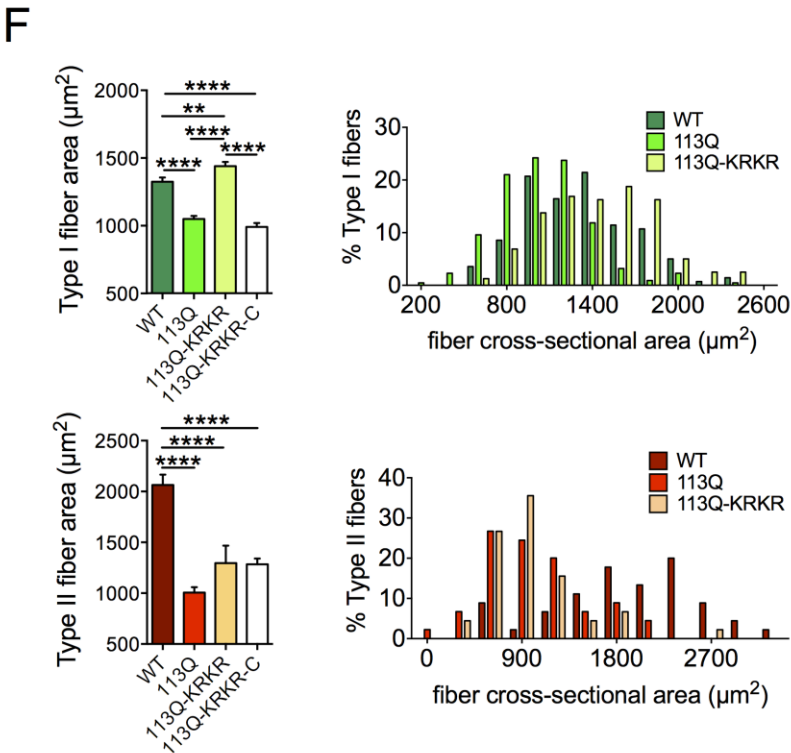 F
Type I fiber area (µm²)
2000
1500
1000
500
****
**
****
****
****
WT
113Q
113Q-KRKR
113Q-KRKR-C
% Type I fibers
30
20
10
0
WT
113Q
113Q-KRKR
200 800 1400 2000 2600
fiber cross-sectional area (µm²)
Type II fiber area (µm²)
2500
2000
1500
1000
500
****
****
****
WT
113Q
113Q-KRKR
113Q-KRKR-C
% Type II fibers
40
30
20
10
0
WT
113Q
113Q-KRKR
0 900 1800 2700
fiber cross-sectional area (µm²)